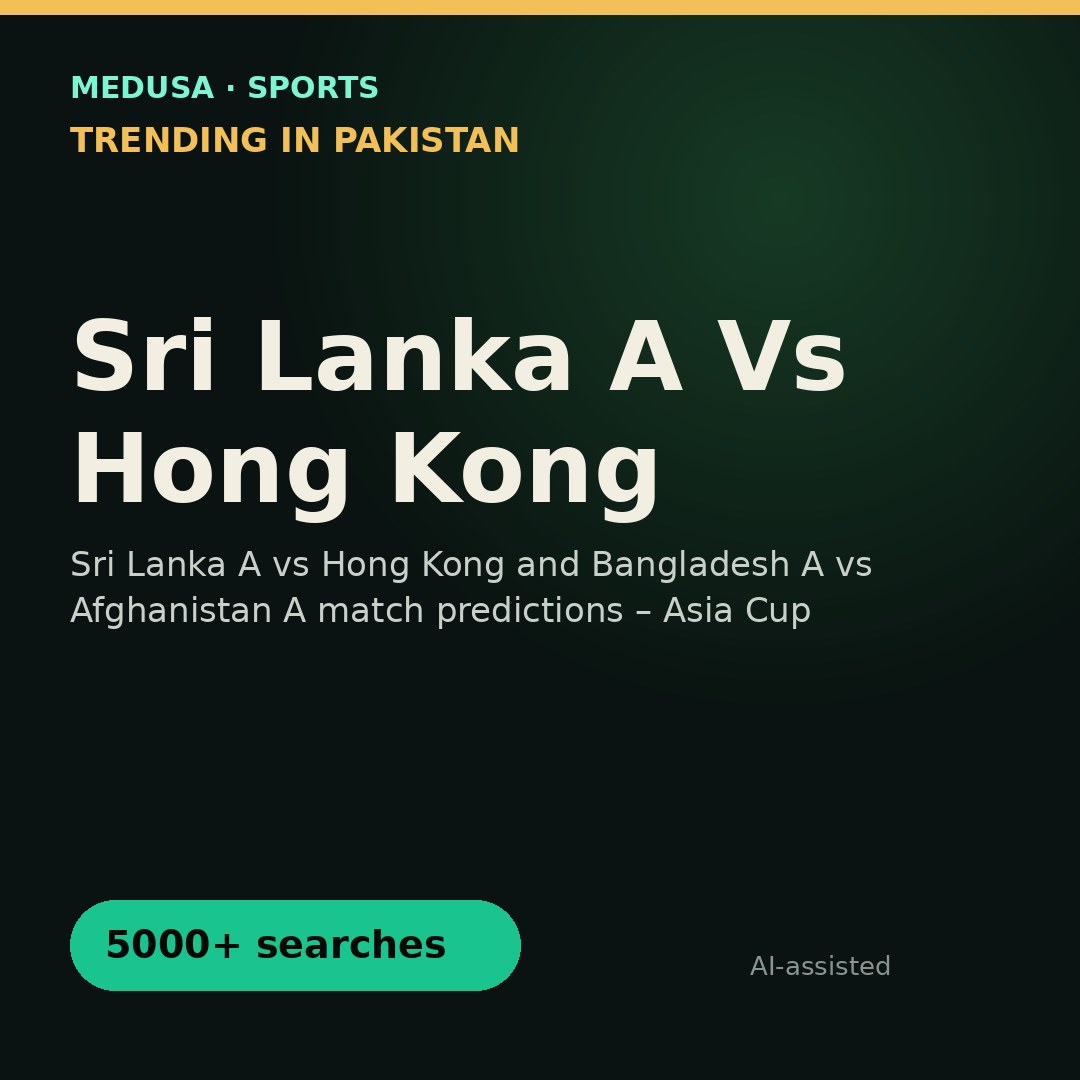 MEDUSA · SPORTS
TRENDING IN PAKISTAN
Sri Lanka A Vs
Hong Kong
Sri Lanka A vs Hong Kong and Bangladesh A vs
Afghanistan A match predictions – Asia Cup
5000+ searches
AI-assisted